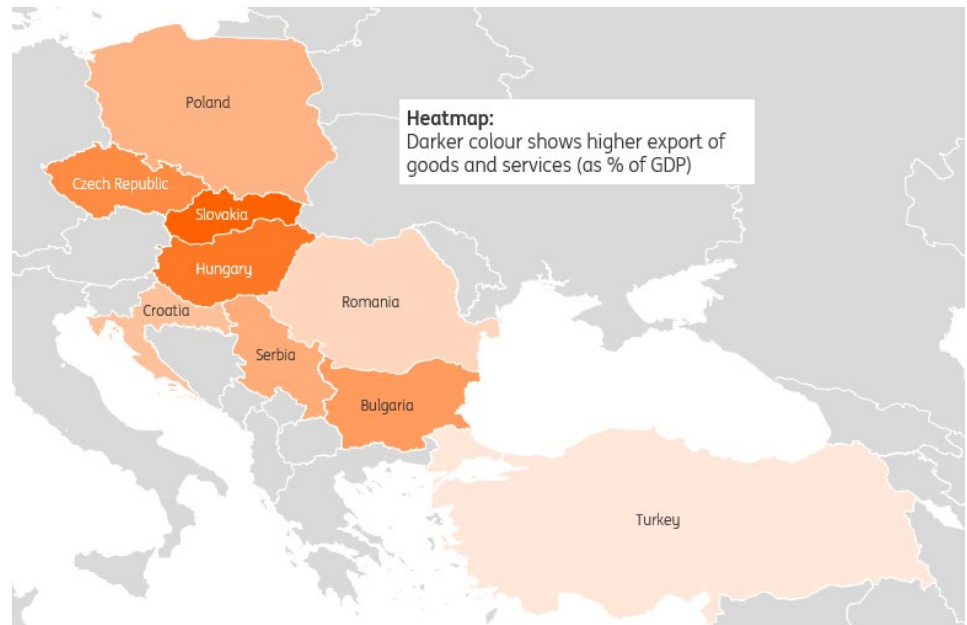 Poland
Heatmap:
Darker colour shows higher export of
goods and services (as % of GDP)
Czech Republic
Slovakia
Hungary
Croatia
Romania
Serbia
Bulgaria
Turkey